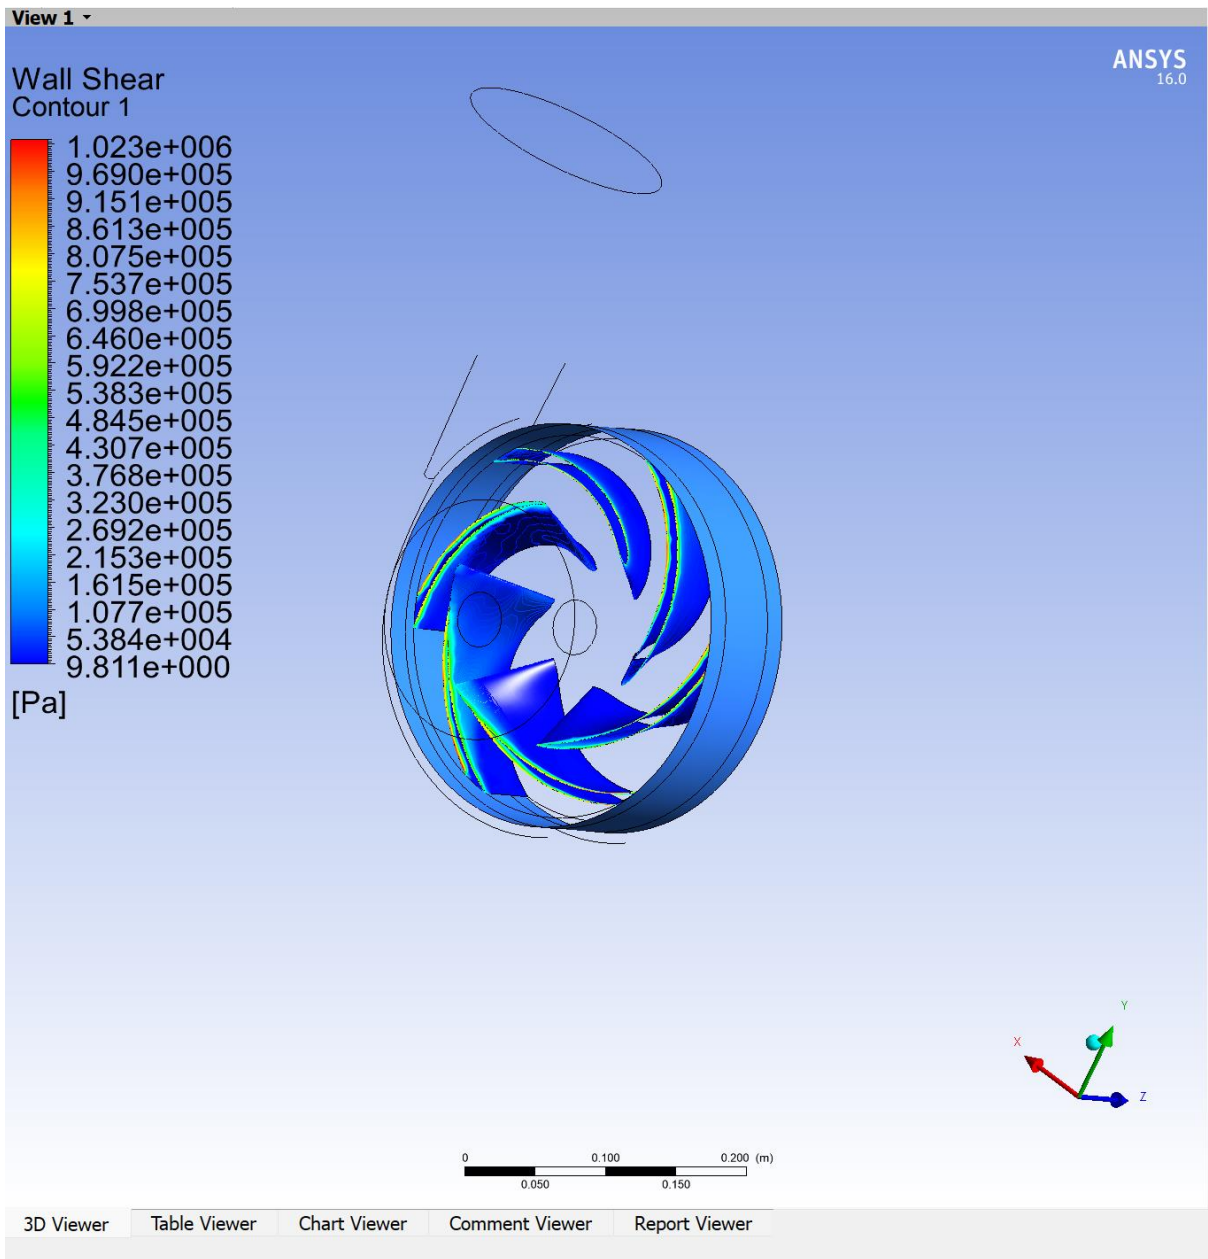 View 1
ANSYS
16.0
Wall Shear
Contour 1
1.023e+006
9.690e+005
9.151e+005
8.613e+005
8.075e+005
7.537e+005
6.998e+005
6.460e+005
5.922e+005
5.383e+005
4.845e+005
4.307e+005
3.768e+005
3.230e+005
2.692e+005
2.153e+005
1.615e+005
1.077e+005
5.384e+004
9.811e+000
[Pa]
Y
X
Z
0 0.100 0.200 (m)
0.050 0.150
3D Viewer Table Viewer Chart Viewer Comment Viewer Report Viewer